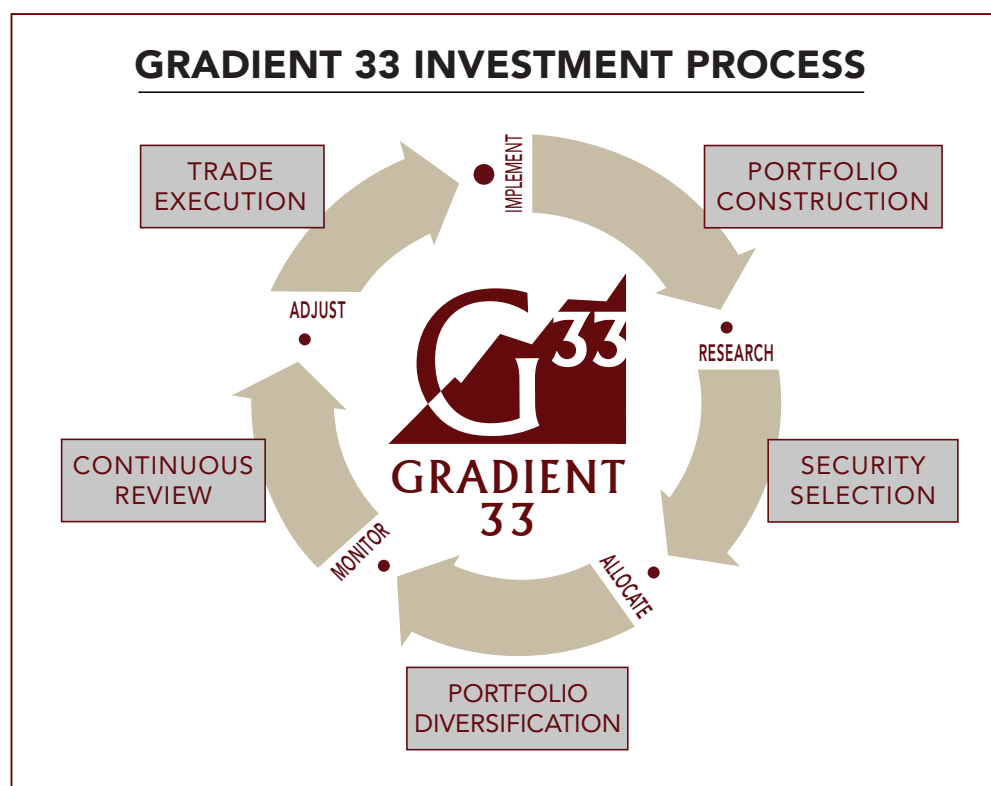 GRADIENT 33 INVESTMENT PROCESS
TRADE
EXECUTION
IMPLEMENT
PORTFOLIO
CONSTRUCTION
ADJUST
G33
RESEARCH
CONTINUOUS
REVIEW
GRADIENT
33
SECURITY
SELECTION
MONITOR
ALLOCATE
PORTFOLIO
DIVERSIFICATION